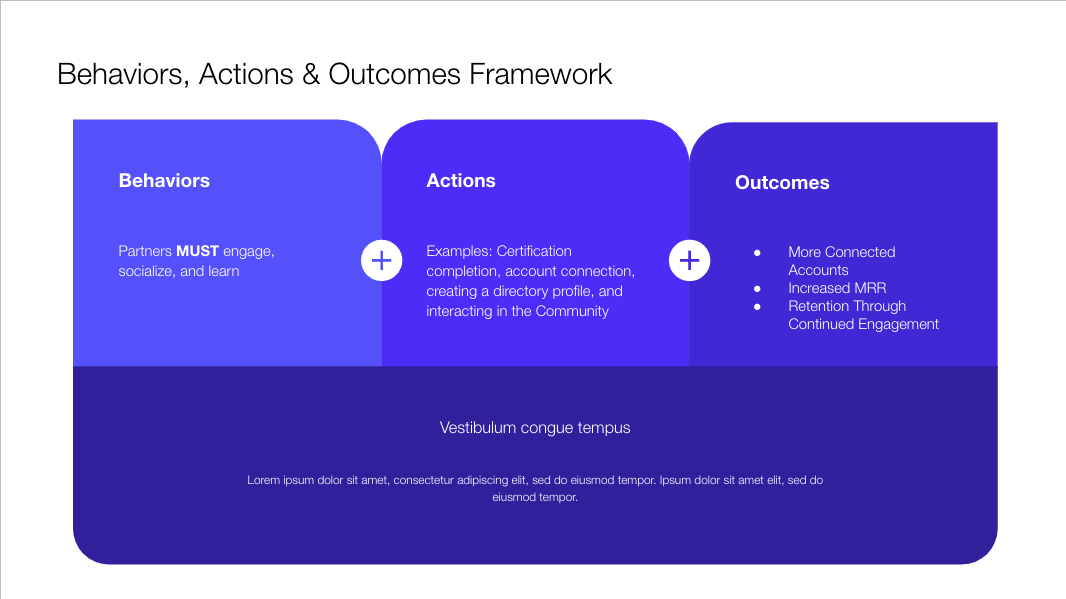 Behaviors, Actions & Outcomes Framework
Behaviors
Partners MUST engage,
socialize, and learn
Actions
Examples: Certification
completion, account connection,
creating a directory profile, and
interacting in the Community
Outcomes
● More Connected
Accounts
● Increased MRR
● Retention Through
Continued Engagement
Vestibulum congue tempus
Lorem ipsum dolor sit amet, consectetur adipiscing elit, sed do eiusmod tempor. Ipsum dolor sit amet elit, sed do
eiusmod tempor.